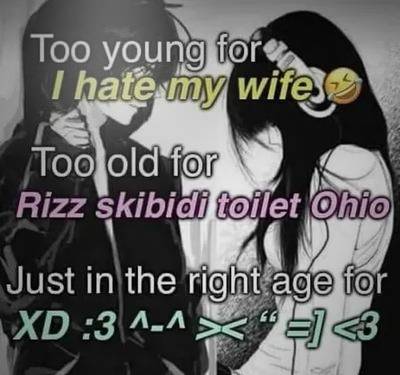 Too young for
I hate my wife 🤣
Too old for
Rizz skibidi toilet Ohio
Just in the right age for
XD :3 ^-^ >< “ =] <3